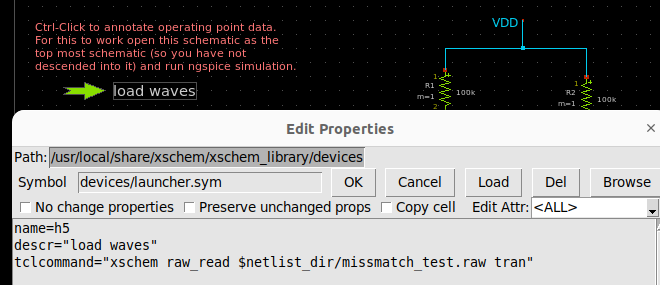 Ctrl-Click to annotate operating point data.
For this to work open this schematic as the
top most schematic (so you have not
descended into it) and run ngspice simulation.
load waves
VDD
1
R1
m=1
100k
2
1
R2
m=1
100k
2
Edit Properties
×
Path: /usr/local/share/xschem/xschem_library/devices
Symbol devices/launcher.sym OK Cancel Load Del Browse
No change properties Preserve unchanged props Copy cell Edit Attr: <ALL>
name=h5
descr="load waves"
tclcommand="xschem raw_read $netlist_dir/missmatch_test.raw tran"